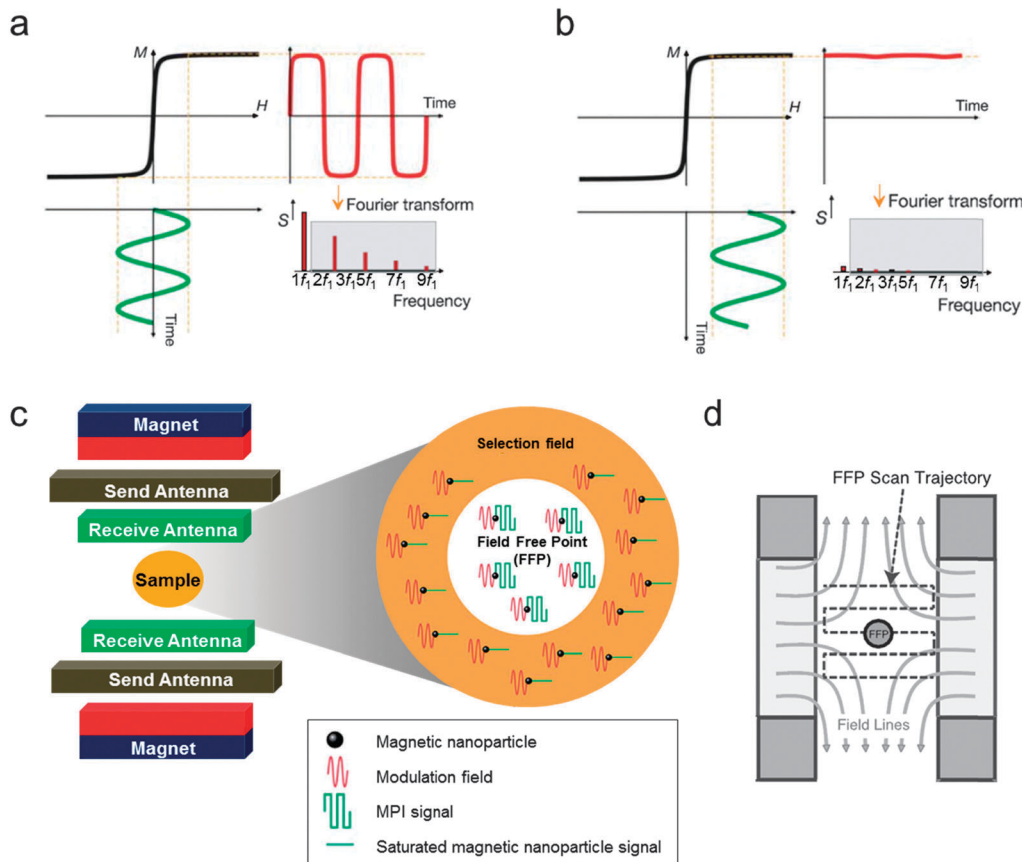 a
M
H
Time
Fourier transform
S
1f₁ 2f₁ 3f₁ 5f₁ 7f₁ 9f₁
Frequency
Time
b
M
H
Time
Fourier transform
S
1f₁ 2f₁ 3f₁ 5f₁ 7f₁ 9f₁
Frequency
Time
c
Magnet
Send Antenna
Receive Antenna
Sample
Receive Antenna
Send Antenna
Magnet
Selection field
Field Free Point
(FFP)
Magnetic nanoparticle
Modulation field
MPI signal
Saturated magnetic nanoparticle signal
d
FFP Scan Trajectory
FFP
Field Lines